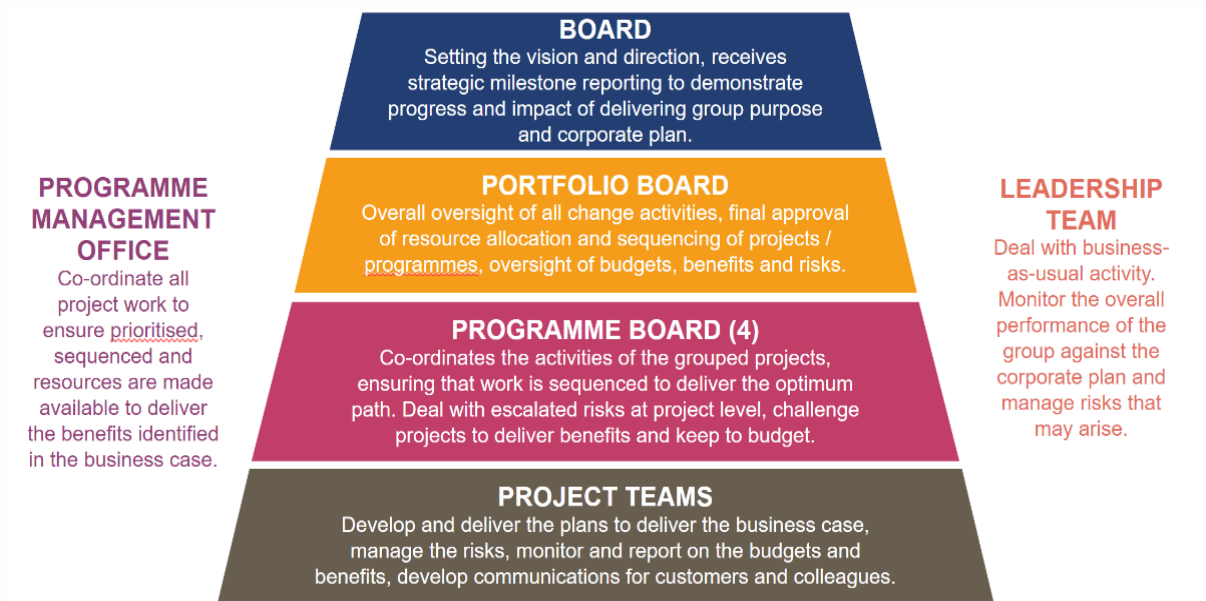 BOARD
Setting the vision and direction, receives
strategic milestone reporting to demonstrate
progress and impact of delivering group purpose
and corporate plan.
PORTFOLIO BOARD
Overall oversight of all change activities, final approval
of resource allocation and sequencing of projects /
programmes, oversight of budgets, benefits and risks.
PROGRAMME BOARD (4)
Co-ordinates the activities of the grouped projects,
ensuring that work is sequenced to deliver the optimum
path. Deal with escalated risks at project level, challenge
projects to deliver benefits and keep to budget.
PROJECT TEAMS
Develop and deliver the plans to deliver the business case,
manage the risks, monitor and report on the budgets and
benefits, develop communications for customers and colleagues.
PROGRAMME
MANAGEMENT
OFFICE
Co-ordinate all
project work to
ensure prioritised,
sequenced and
resources are made
available to deliver
the benefits identified
in the business case.
LEADERSHIP
TEAM
Deal with business-
as-usual activity.
Monitor the overall
performance of the
group against the
corporate plan and
manage risks that
may arise.